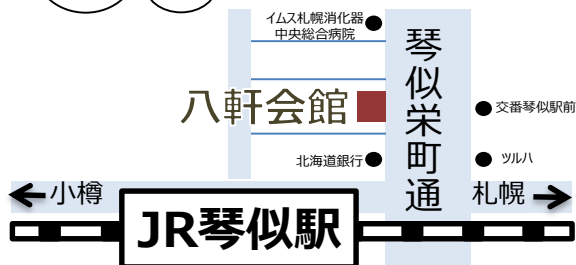 イムス札幌消化器
中央総合病院
琴似栄町通
八軒会館
交番琴似駅前
北海道銀行
ツルハ
小樽
札幌
JR琴似駅